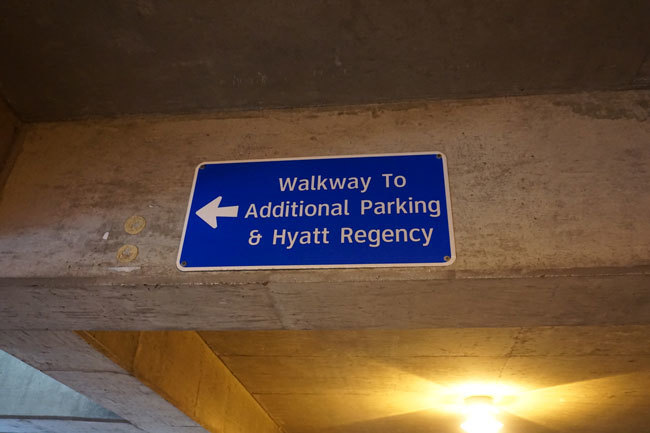 Walkway To
Additional Parking
& Hyatt Regency